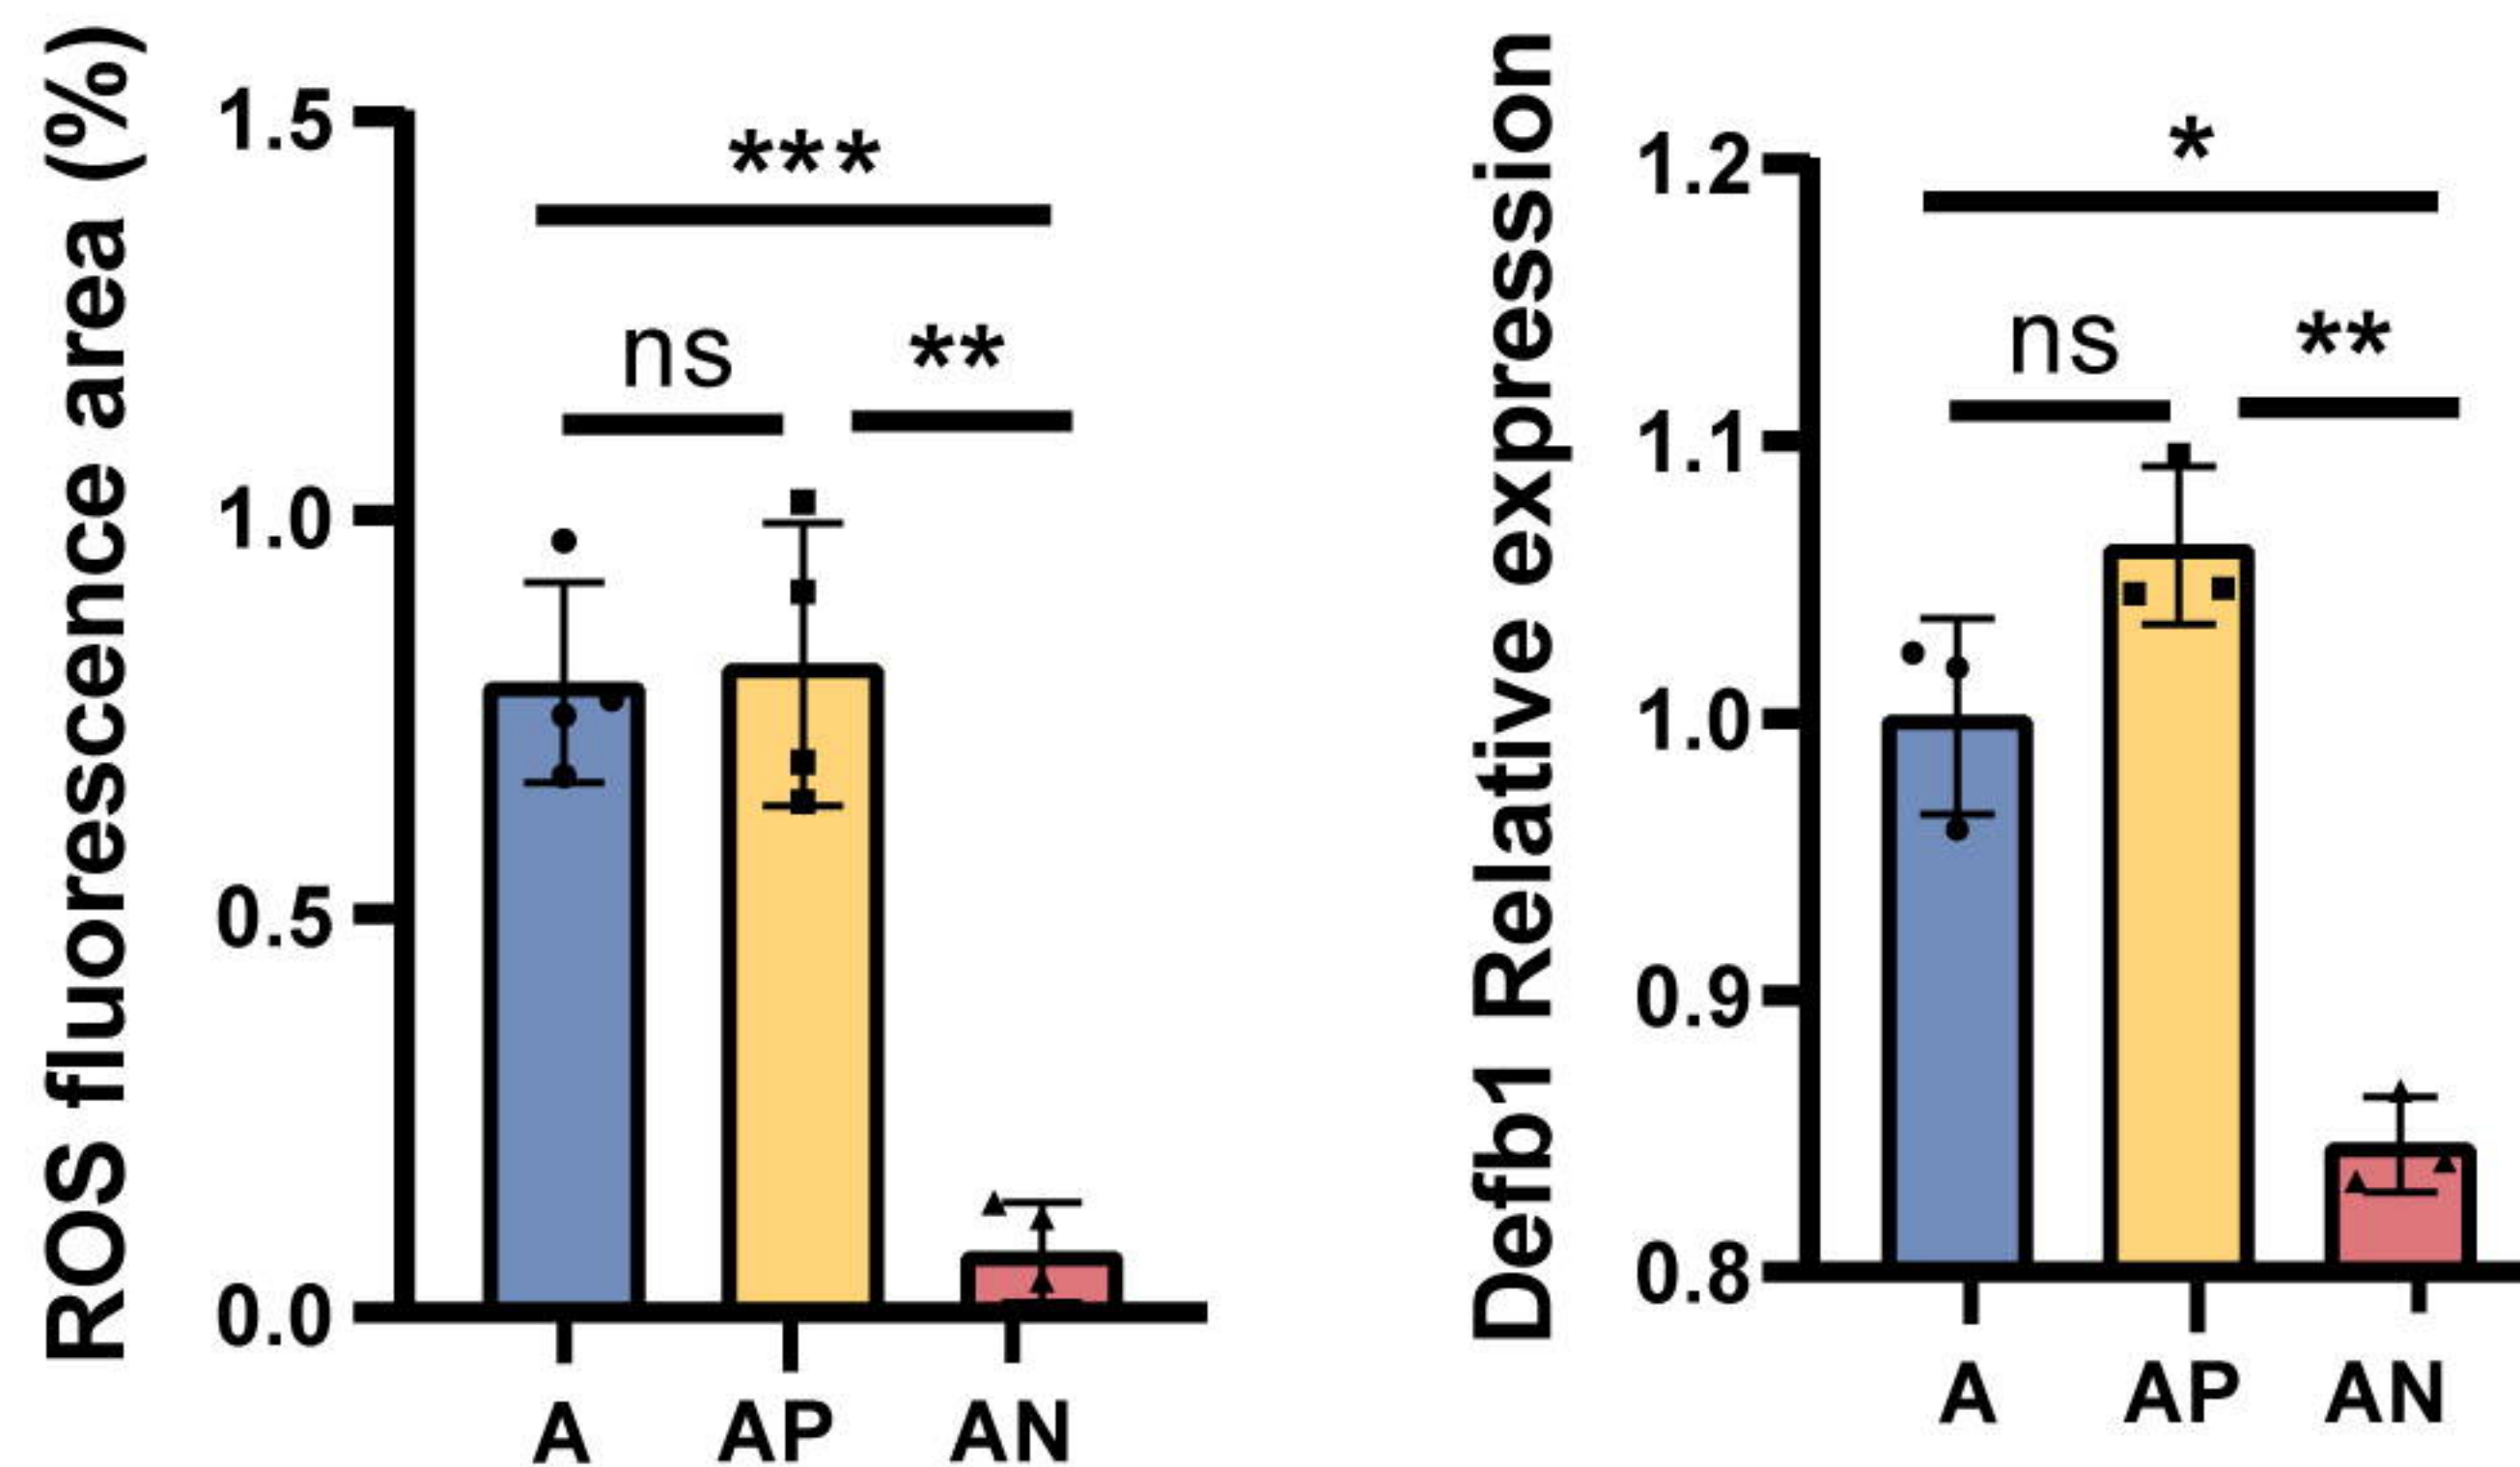 ROS fluorescence area (%)
1.5
1.0
0.5
0.0
***
ns
**
A
AP
AN
Defb1 Relative expression
1.2
1.1
1.0
0.9
0.8
*
ns
**
A
AP
AN